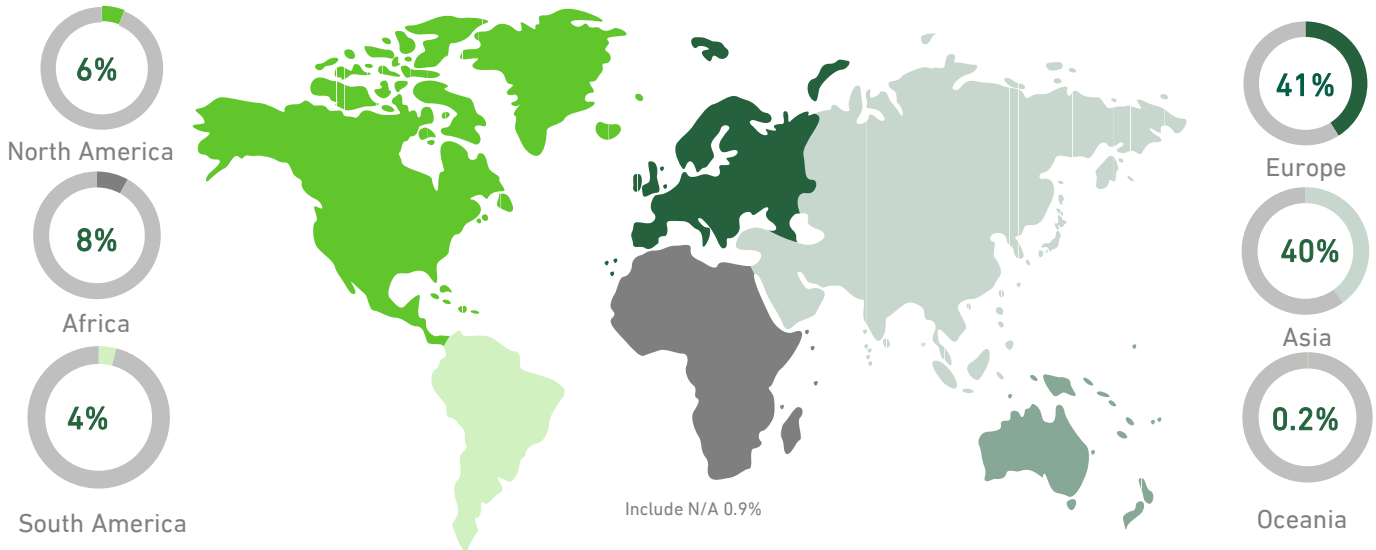 6%
North America
8%
Africa
4%
South America
Include N/A 0.9%
41%
Europe
40%
Asia
0.2%
Oceania